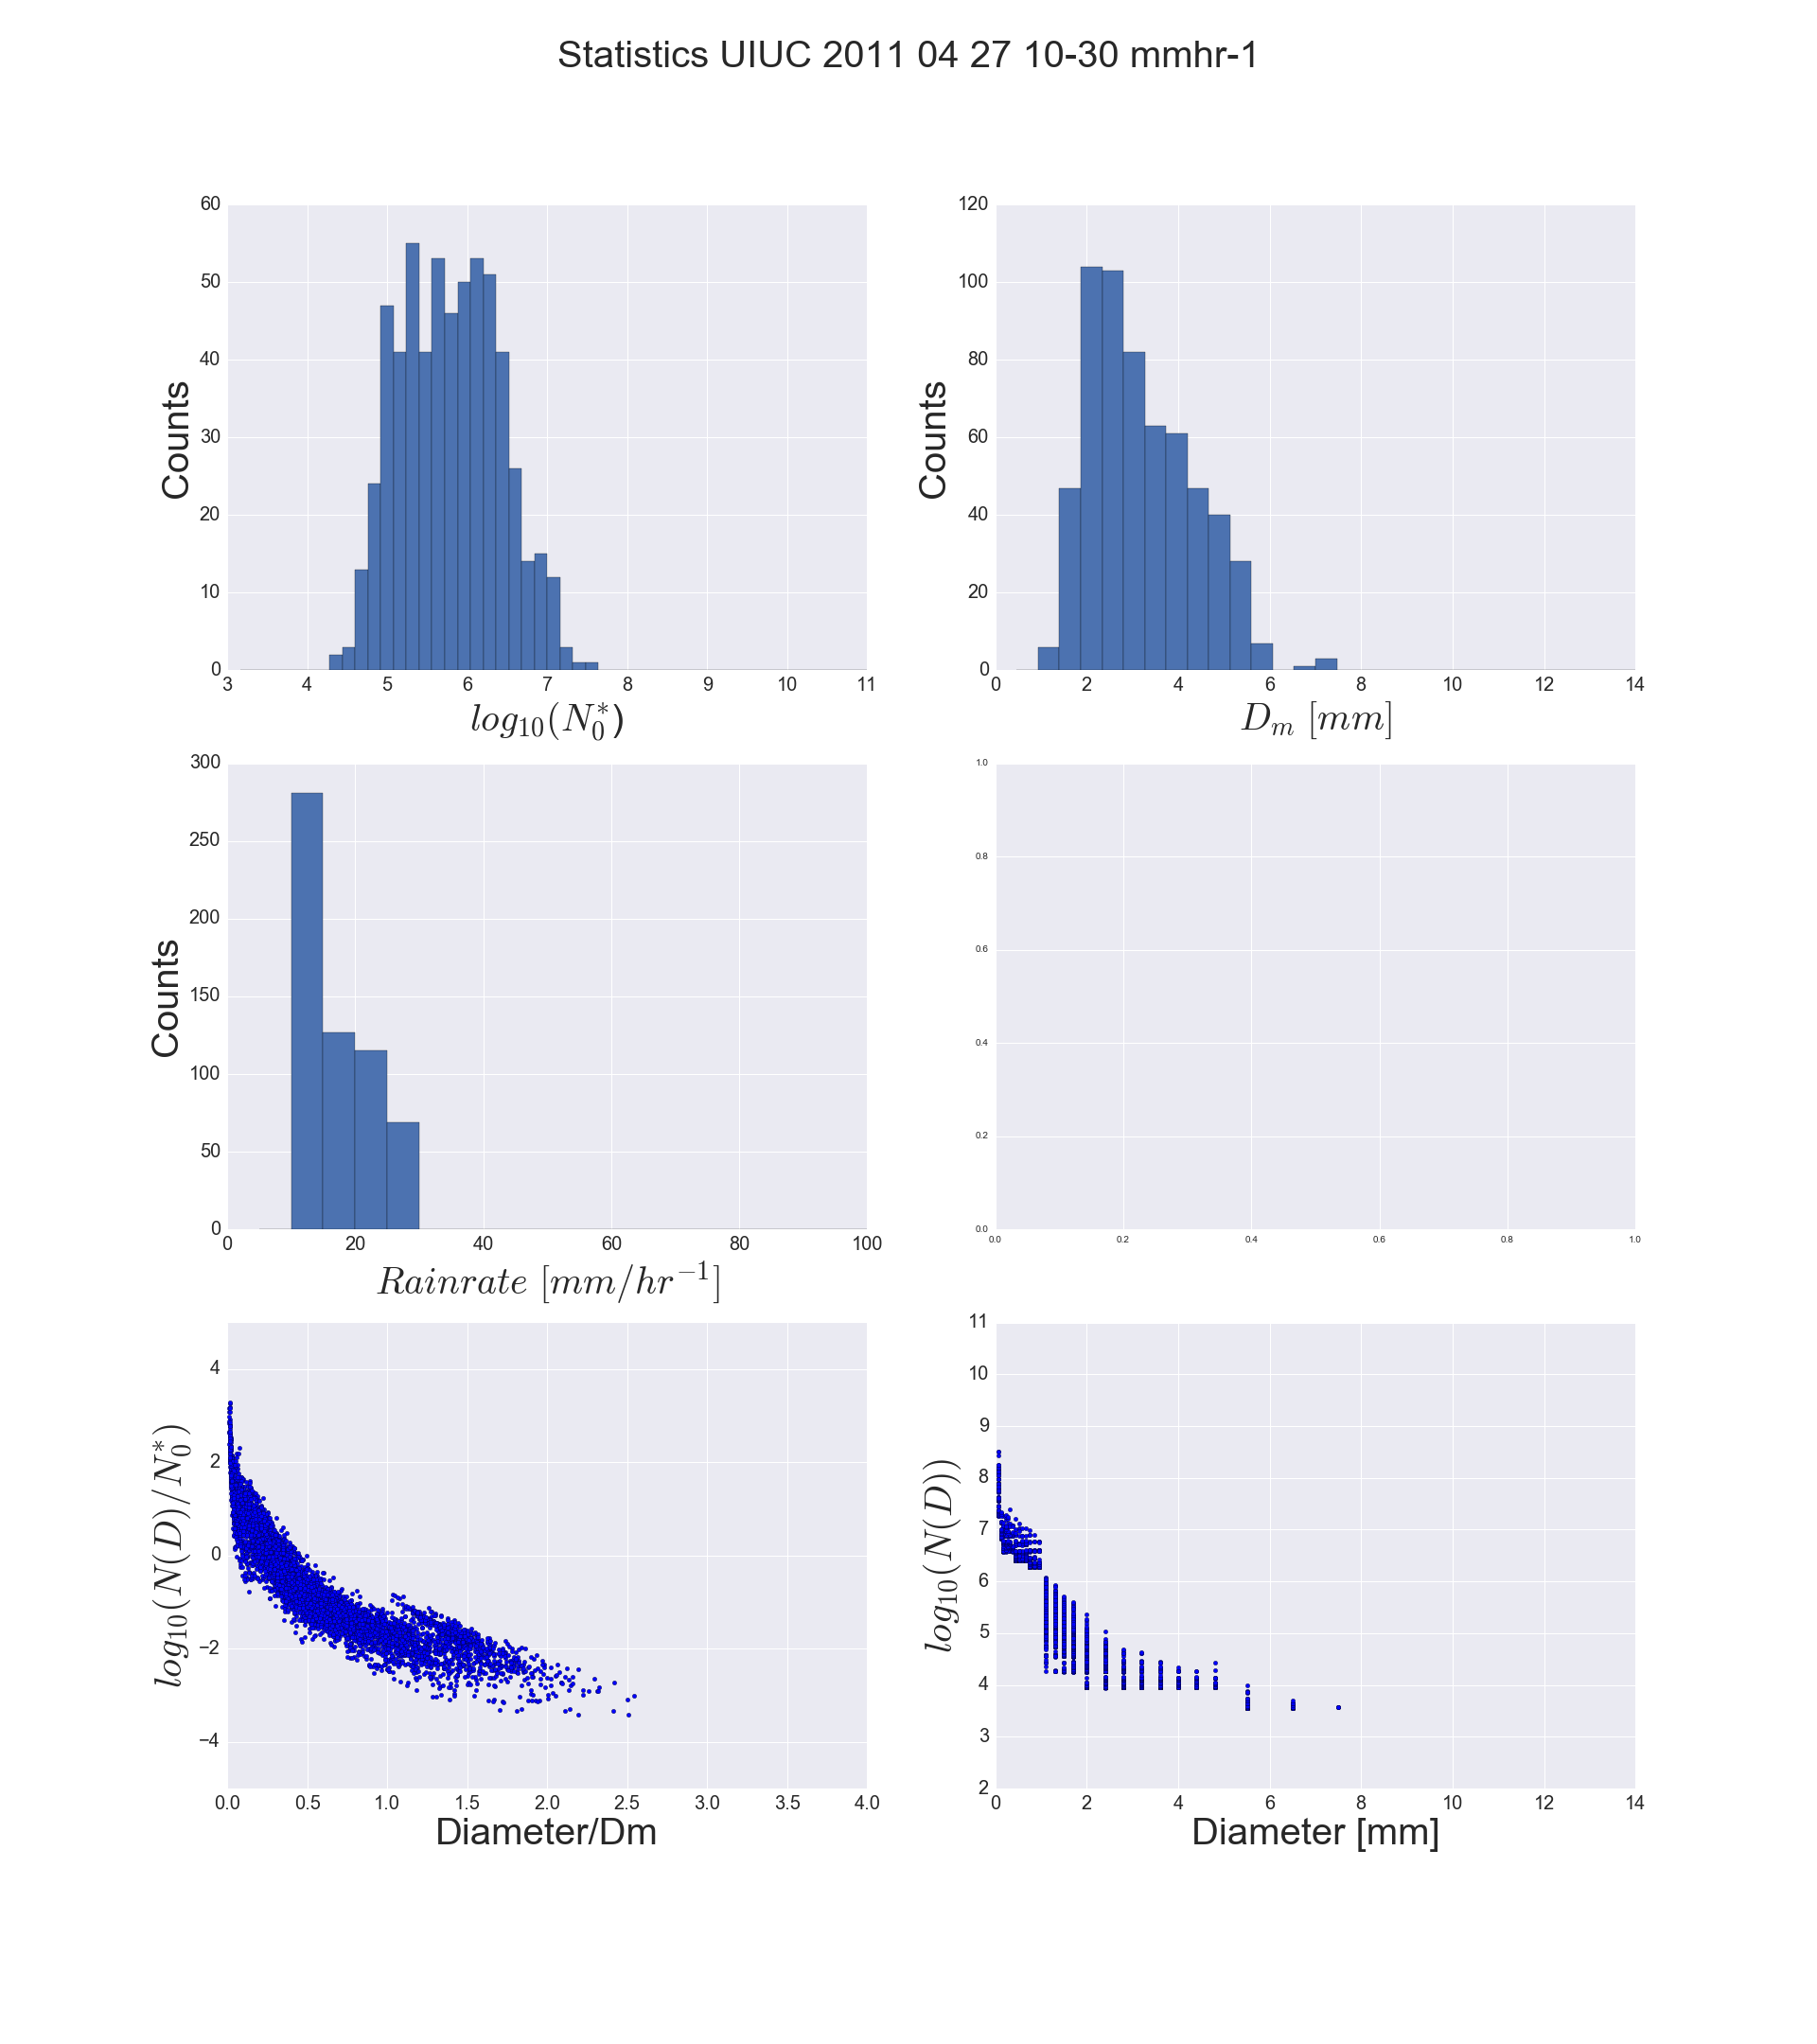 Statistics UIUC 2011 04 27 10-30 mmhr-1
60
50
40
30
20
10
0
Counts
3 4 5 6 7 8 9 10 11
log₁₀(N₀*)
120
100
80
60
40
20
0
Counts
0 2 4 6 8 10 12 14
D_m [mm]
300
250
200
150
100
50
0
Counts
0 20 40 60 80 100
Rainrate [mm/hr⁻¹]
1.0
0.8
0.6
0.4
0.2
0.0
0.0 0.2 0.4 0.6 0.8 1.0
4
2
0
−2
−4
log₁₀(N(D)/N₀*)
0.0 0.5 1.0 1.5 2.0 2.5 3.0 3.5 4.0
Diameter/Dm
11
10
9
8
7
6
5
4
3
2
log₁₀(N(D))
0 2 4 6 8 10 12 14
Diameter [mm]